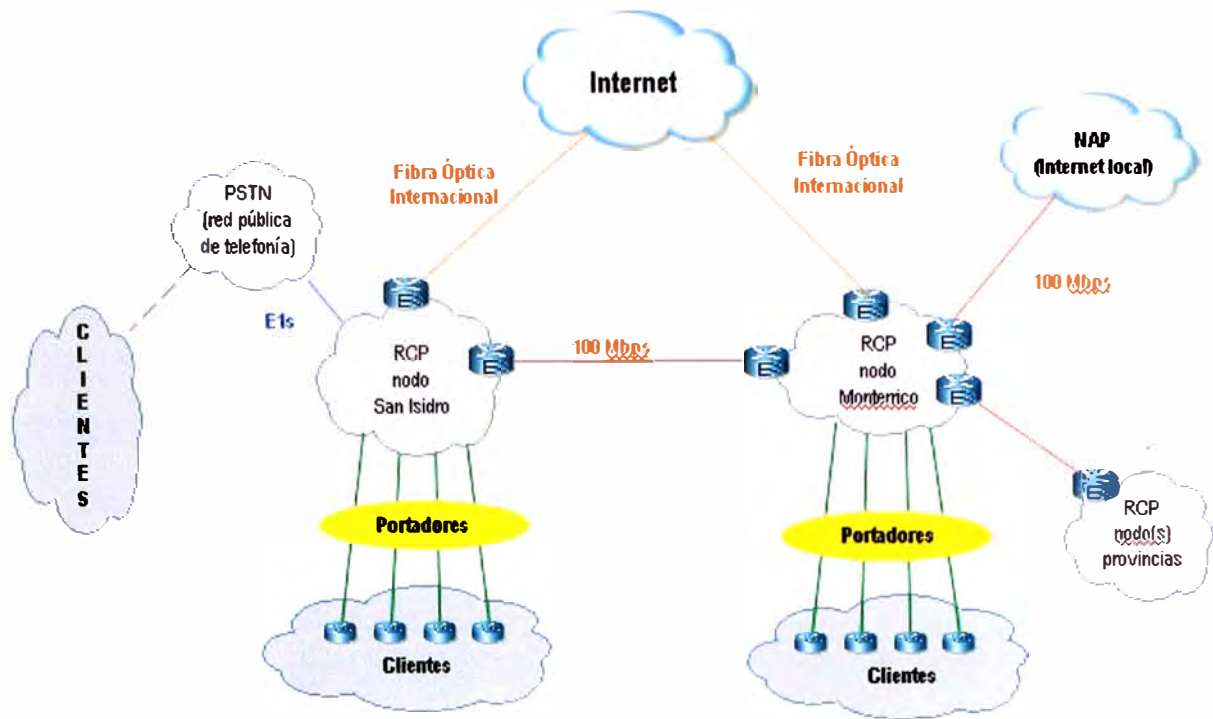 Internet
NAP
(Internet local)
Fibra Óptica
Internacional
Fibra Óptica
Internacional
PSTN
(red pública
de telefonía)
100 Mbps
E1s
CLIENTES
RCP
nodo
San Isidro
100 Mbps
RCP
nodo
Monterrico
Portadores
Portadores
RCP
nodo(s)
provincias
Clientes
Clientes
E
E
E
E
E
E
E